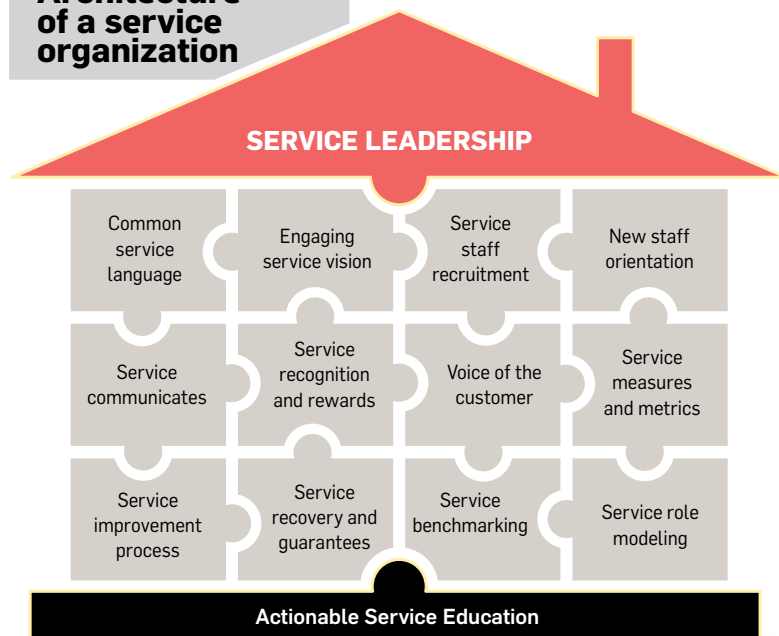 Architecture
of a service
organization
SERVICE LEADERSHIP
Common
service
language
Engaging
service vision
Service
staff
recruitment
New staff
orientation
Service
communicates
Service
recognition
and rewards
Voice of the
customer
Service
measures
and metrics
Service
improvement
process
Service
recovery and
guarantees
Service
benchmarking
Service role
modeling
Actionable Service Education